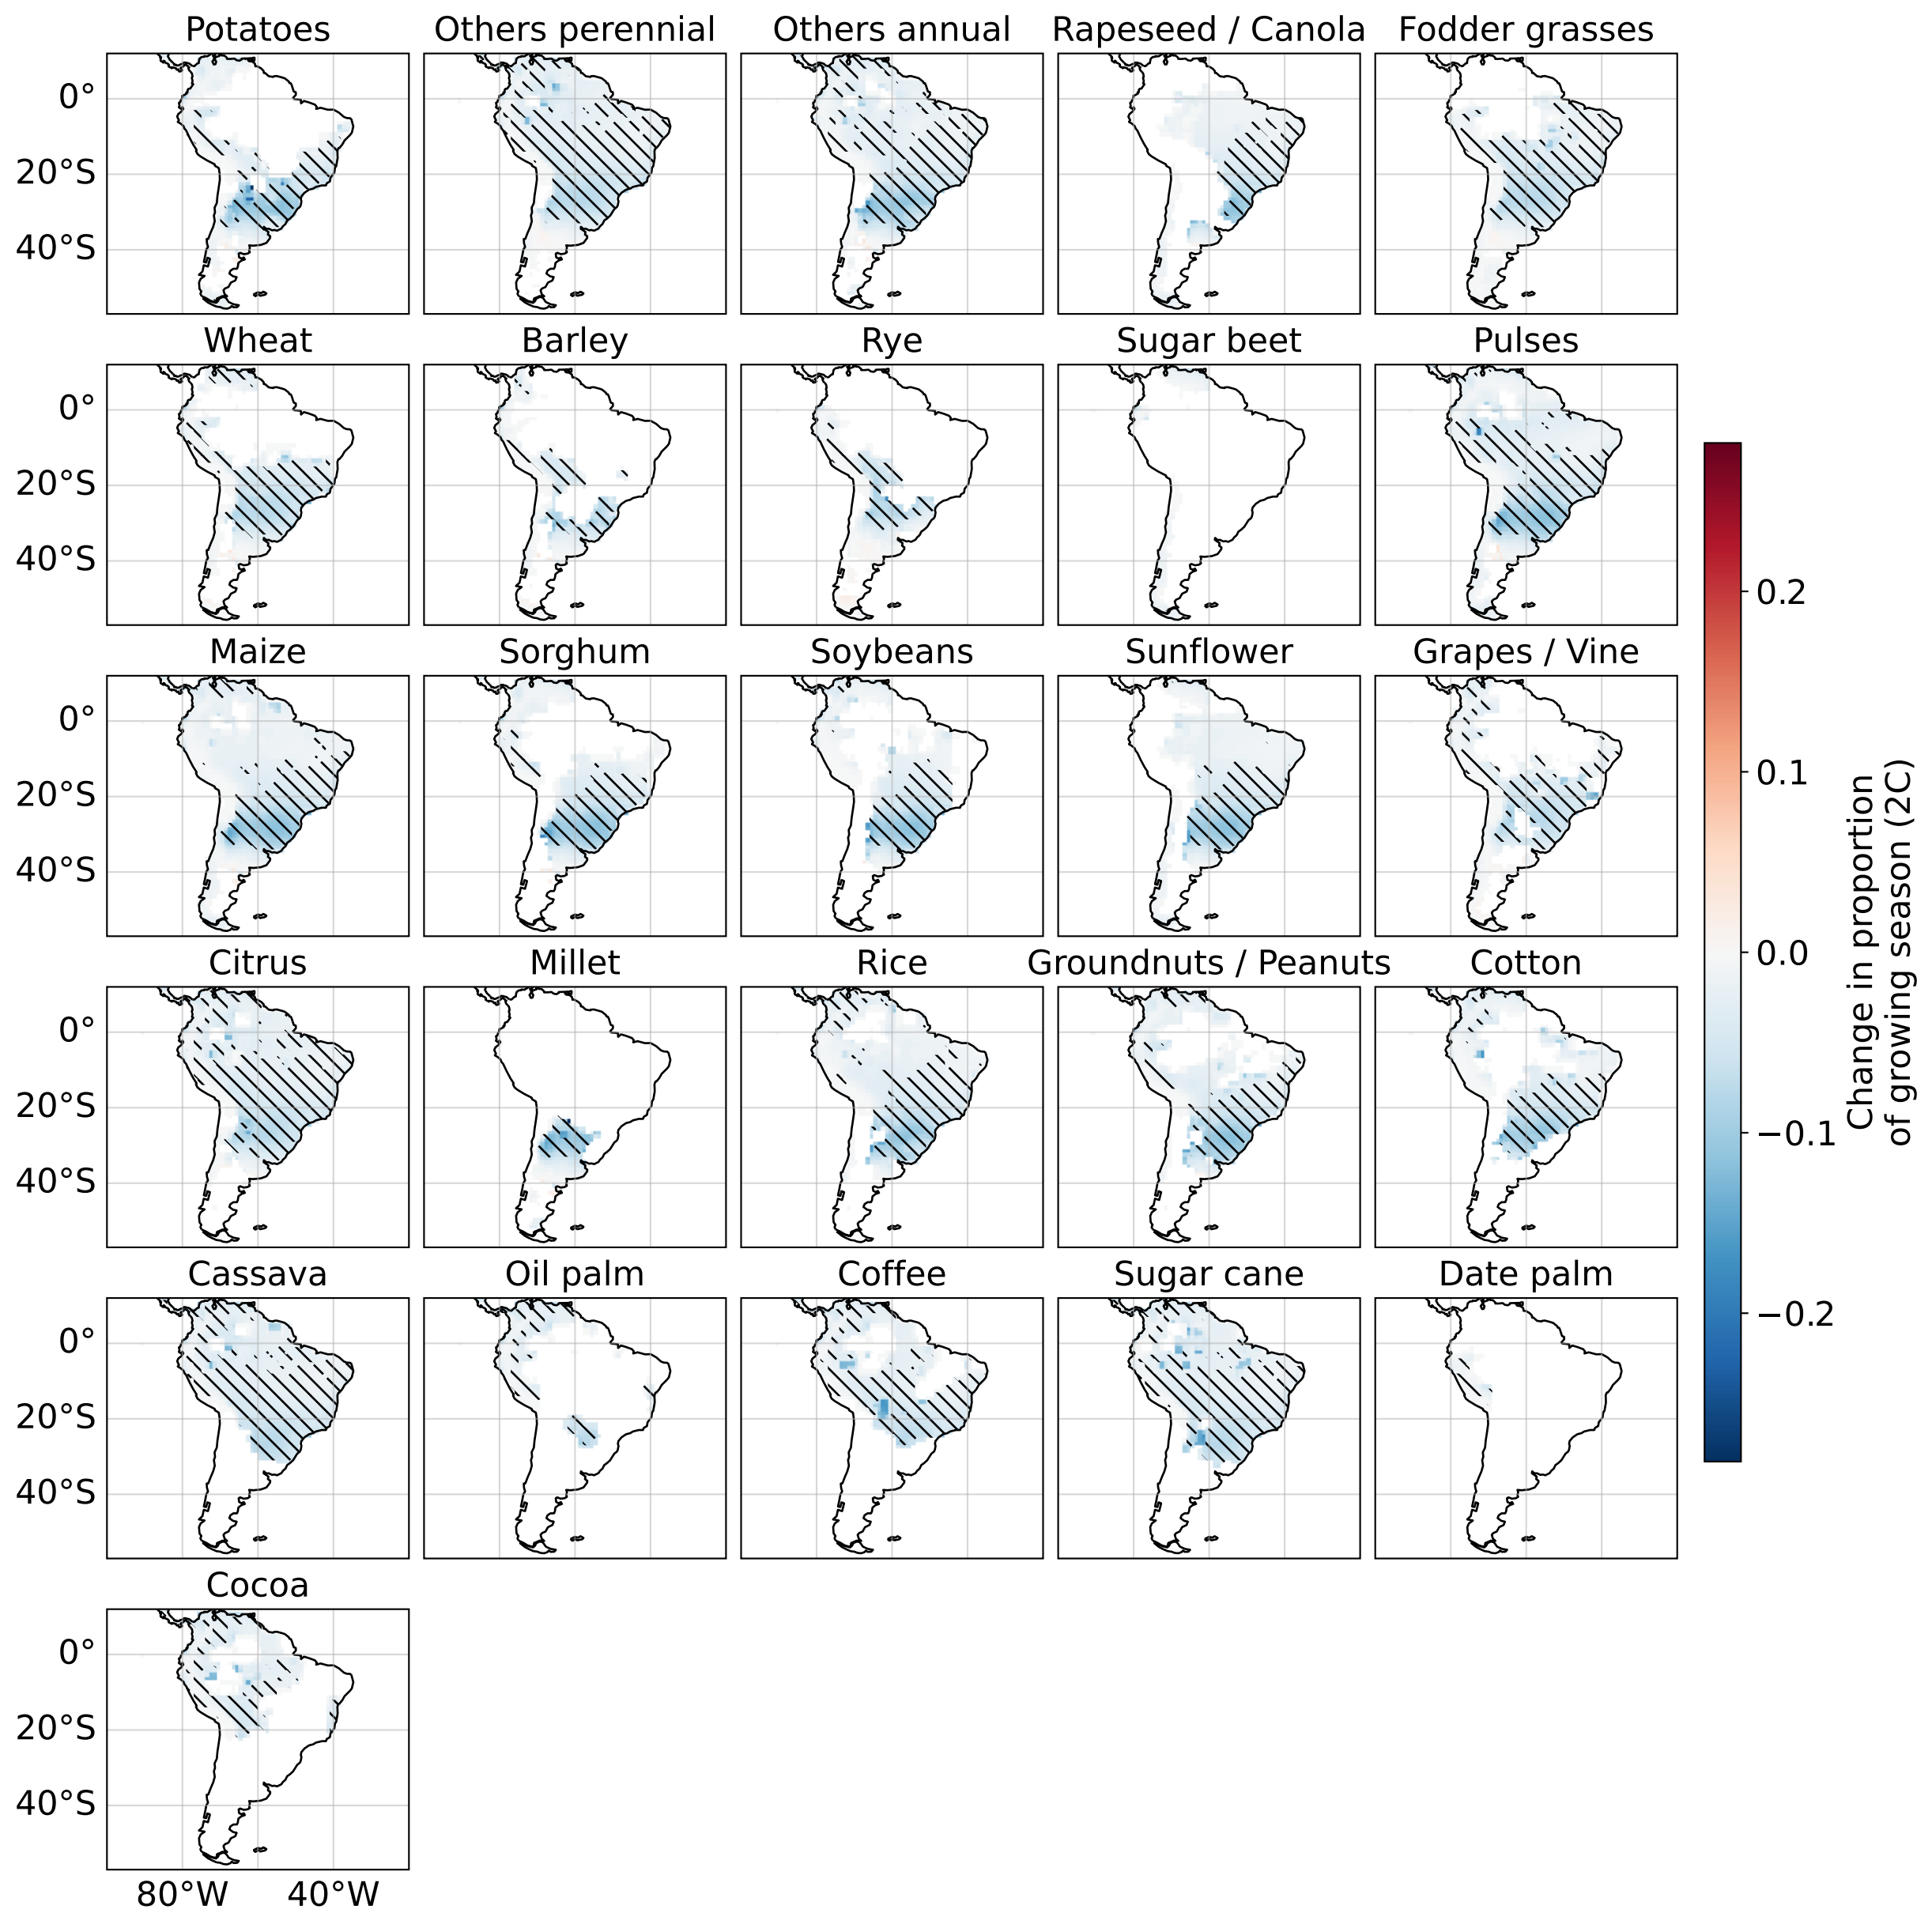 Potatoes
Others perennial
Others annual
Rapeseed / Canola
Fodder grasses
0°
20°S
40°S
Wheat
Barley
Rye
Sugar beet
Pulses
0°
20°S
40°S
Maize
Sorghum
Soybeans
Sunflower
Grapes / Vine
0°
20°S
40°S
Citrus
Millet
Rice
Groundnuts / Peanuts
Cotton
0°
20°S
40°S
Cassava
Oil palm
Coffee
Sugar cane
Date palm
0°
20°S
40°S
Cocoa
0°
20°S
40°S
80°W
40°W
0.2
0.1
0.0
−0.1
−0.2
Change in proportion
of growing season (2C)